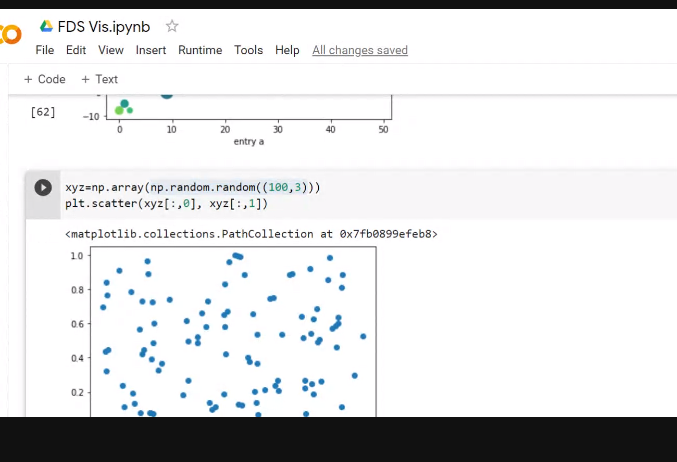 FDS Vis.ipynb
File Edit View Insert Runtime Tools Help All changes saved
+ Code + Text
[62]
−10
0 10 20 30 40 50
entry a
xyz=np.array(np.random.random((100,3)))
plt.scatter(xyz[:,0], xyz[:,1])
<matplotlib.collections.PathCollection at 0x7fb0899efeb8>
1.0
0.8
0.6
0.4
0.2